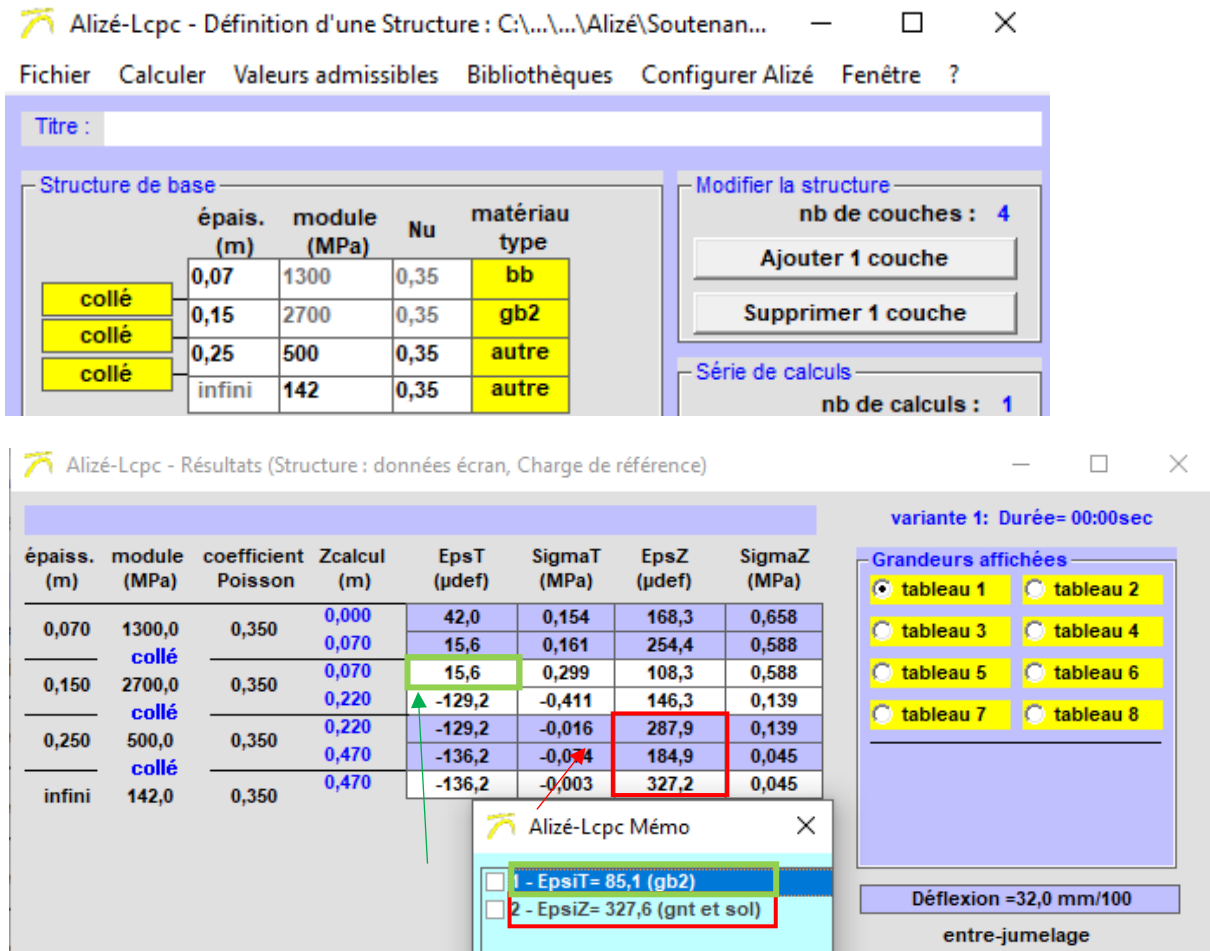 Alizé-Lcpc - Définition d'une Structure : C:\...\...\Alizé\Soutenan...
Fichier Calculer Valeurs admissibles Bibliothèques Configurer Alizé Fenêtre ?
Titre :
Structure de base
épais. (m) module (MPa) Nu matériau type
0,07 1300 0,35 bb
collé
0,15 2700 0,35 gb2
collé
0,25 500 0,35 autre
collé
infini 142 0,35 autre
Modifier la structure
nb de couches : 4
Ajouter 1 couche
Supprimer 1 couche
Série de calculs
nb de calculs : 1
Alizé-Lcpc - Résultats (Structure : données écran, Charge de référence)
variante 1: Durée= 00:00sec
épaiss. module coefficient Zcalcul EpsT SigmaT EpsZ SigmaZ
(m) (MPa) Poisson (m) (µdef) (MPa) (µdef) (MPa)
0,000 42,0 0,154 168,3 0,658
0,070 1300,0 0,350
0,070 15,6 0,161 254,4 0,588
collé
0,070 15,6 0,299 108,3 0,588
0,150 2700,0 0,350
0,220 -129,2 -0,411 146,3 0,139
collé
0,220 -129,2 -0,016 287,9 0,139
0,250 500,0 0,350
0,470 -136,2 -0,074 184,9 0,045
collé
0,470 -136,2 -0,003 327,2 0,045
infini 142,0 0,350
Grandeurs affichées
tableau 1 tableau 2
tableau 3 tableau 4
tableau 5 tableau 6
tableau 7 tableau 8
Alizé-Lcpc Mémo
1 - EpsiT= 85,1 (gb2)
2 - EpsiZ= 327,6 (gnt et sol)
Déflexion =32,0 mm/100
entre-jumelage